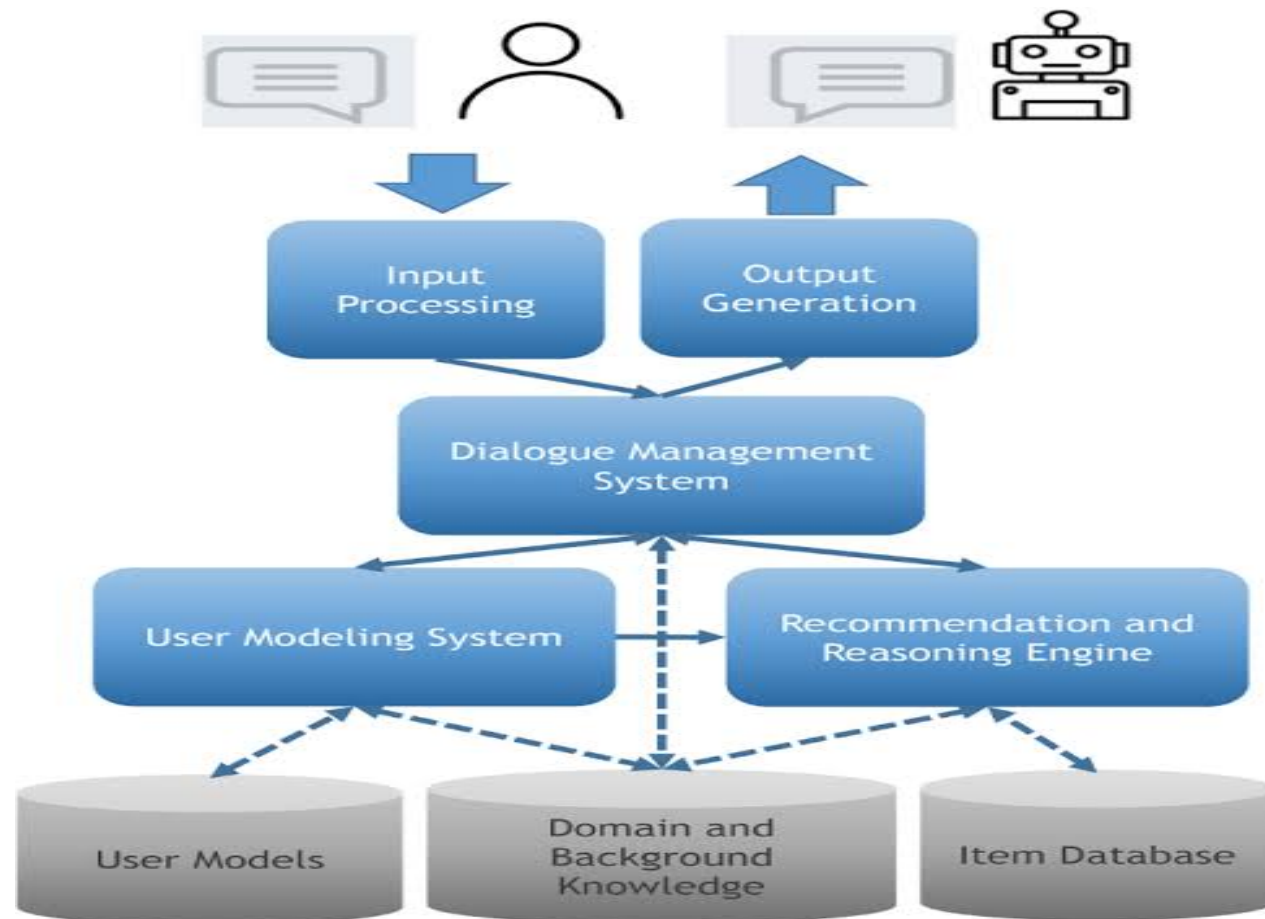 Input
Processing
Output
Generation
Dialogue Management
System
User Modeling System
Recommendation and
Reasoning Engine
User Models
Domain and
Background
Knowledge
Item Database